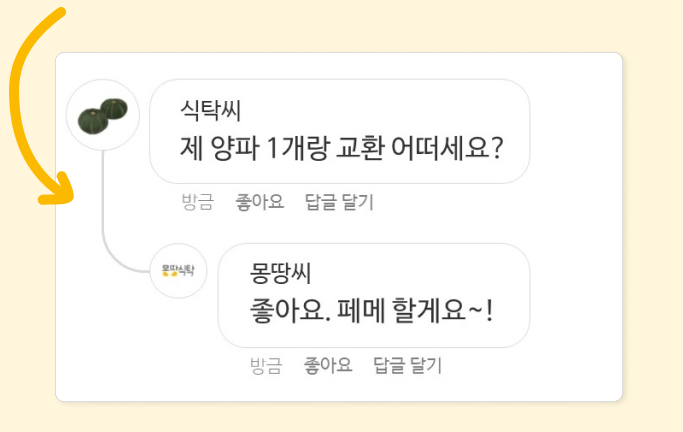 식탁씨
제 양파 1개랑 교환 어떠세요?
방금 좋아요 답글 달기
몽땅식탁
몽땅씨
좋아요. 페메 할게요~!
방금 좋아요 답글 달기